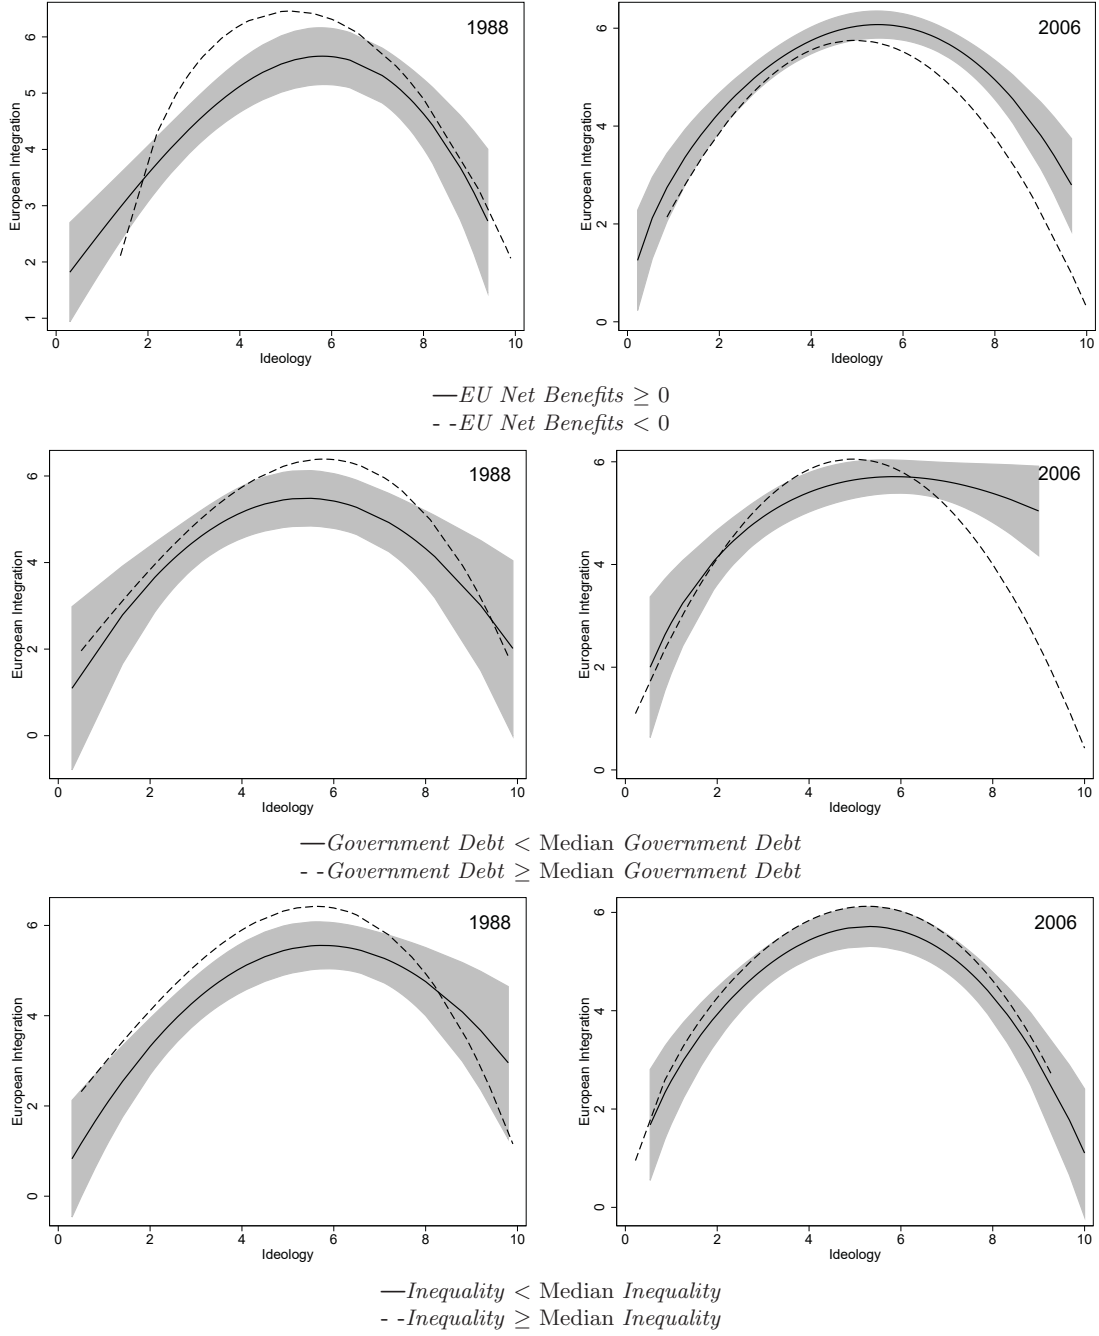 1988
6
5
4
3
2
1
European Integration
0 2 4 6 8 10
Ideology
2006
6
4
2
0
European Integration
0 2 4 6 8 10
Ideology
EU Net Benefits ≥ 0
EU Net Benefits < 0
1988
6
4
2
0
European Integration
0 2 4 6 8 10
Ideology
2006
6
4
2
0
European Integration
0 2 4 6 8 10
Ideology
Government Debt < Median Government Debt
Government Debt ≥ Median Government Debt
1988
6
4
2
0
European Integration
0 2 4 6 8 10
Ideology
2006
6
4
2
0
European Integration
0 2 4 6 8 10
Ideology
Inequality < Median Inequality
Inequality ≥ Median Inequality